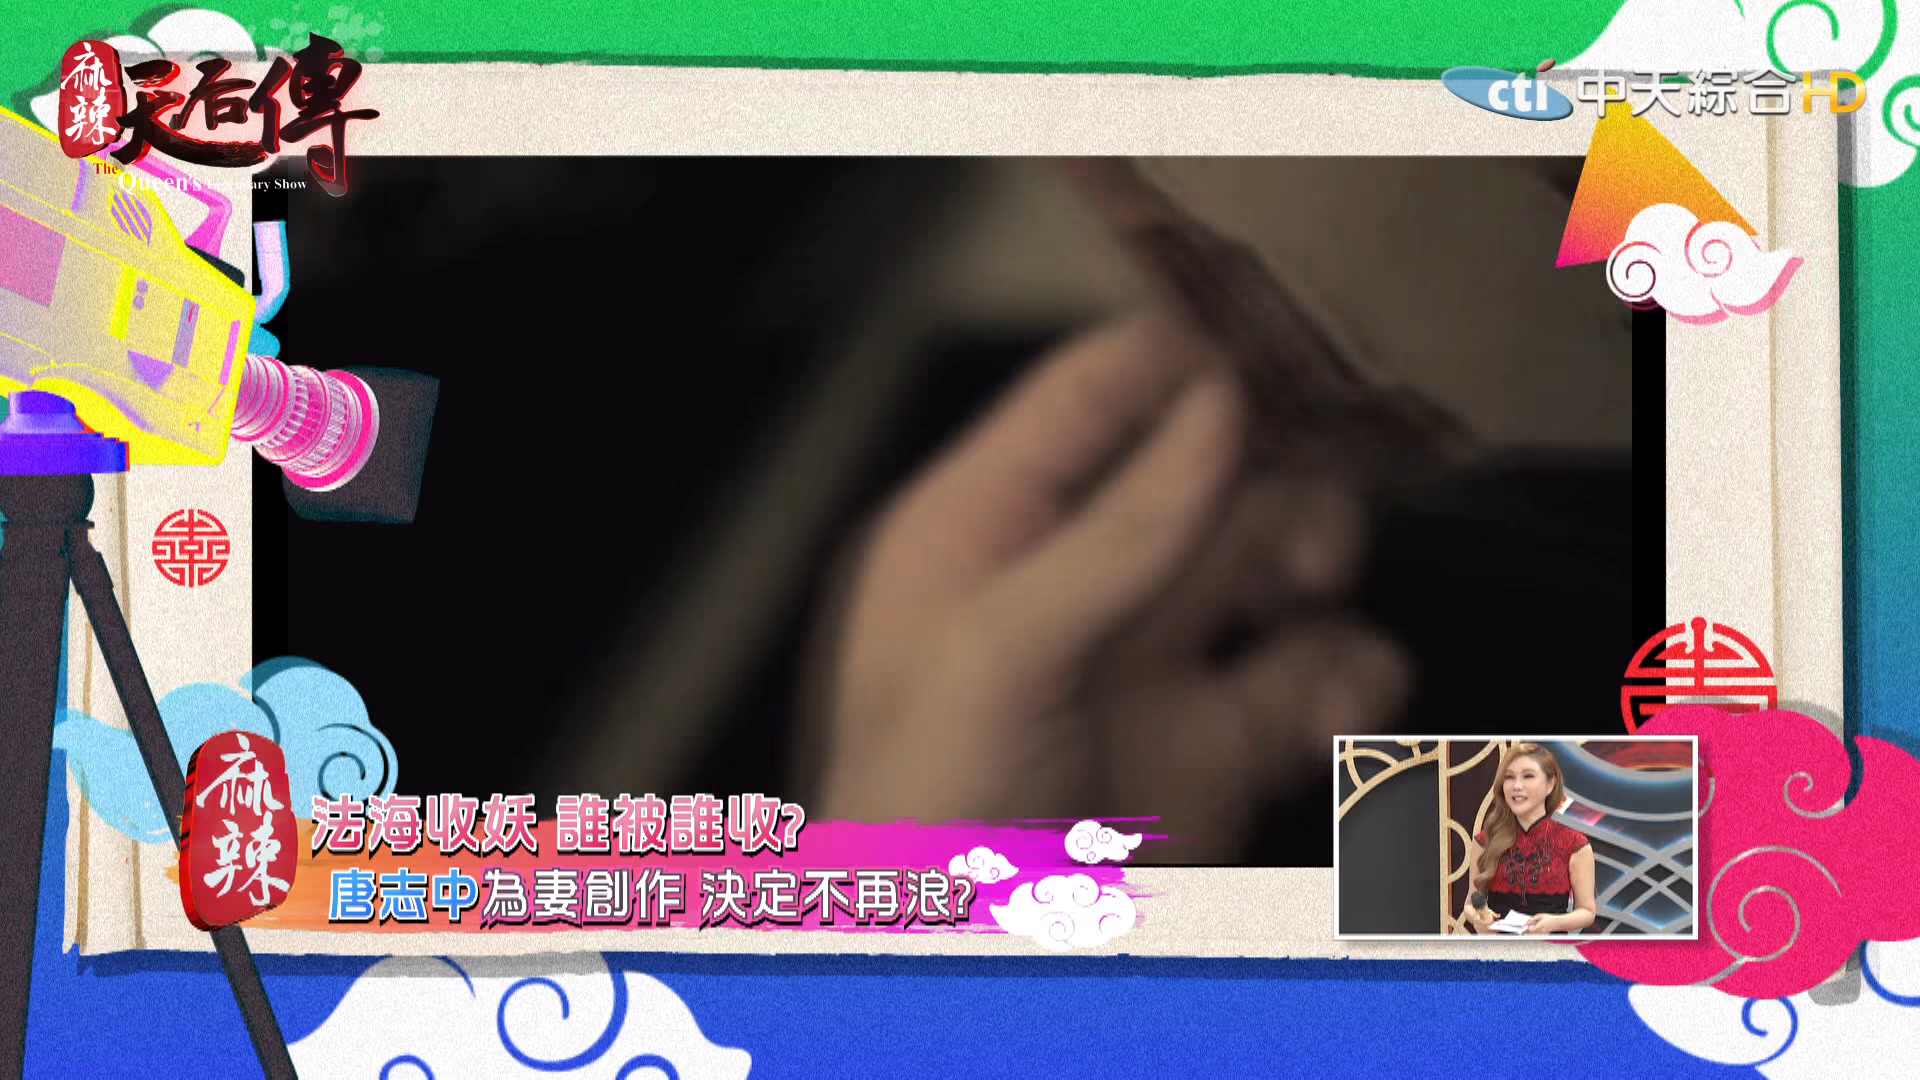 麻辣天后傳
The Queen's Legendary Show
cti 中天綜合HD
麻辣
法海收妖 誰被誰收?
唐志中為妻創作 決定不再浪?